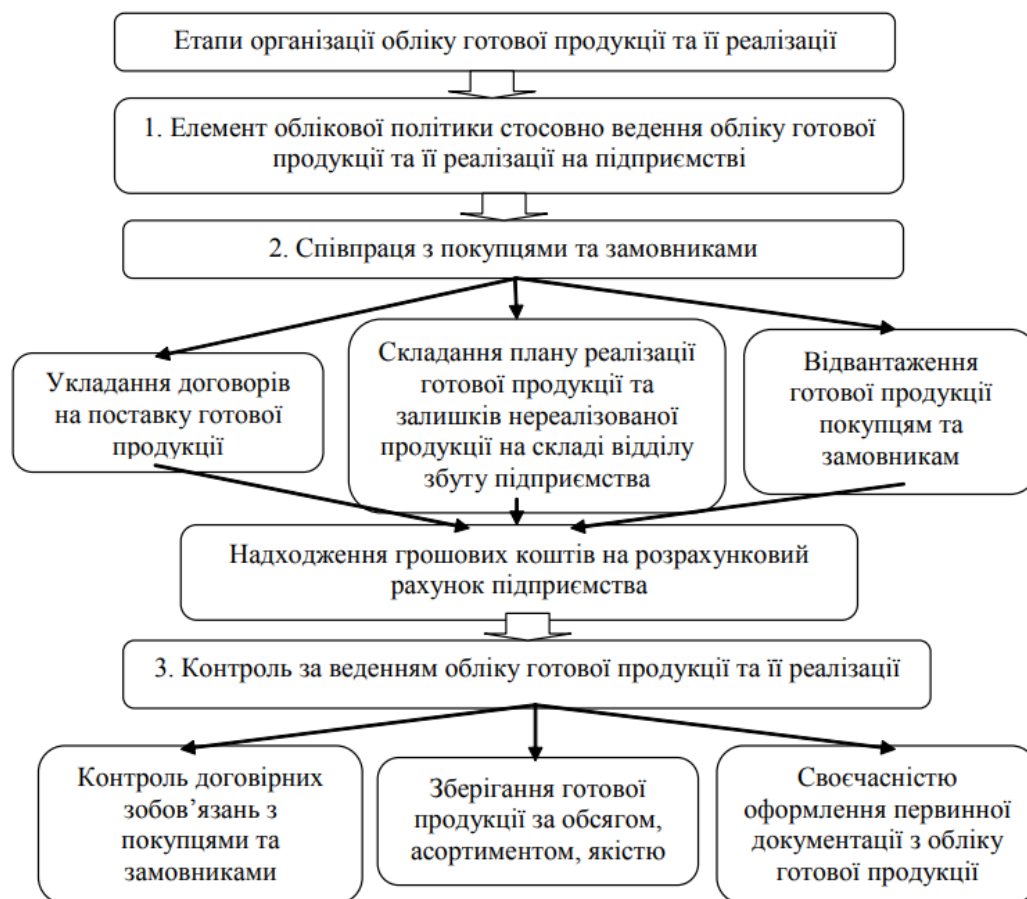 Етапи організації обліку готової продукції та її реалізації
1. Елемент облікової політики стосовно ведення обліку готової
продукції та її реалізації на підприємстві
2. Співпраця з покупцями та замовниками
Укладання договорів
на поставку готової
продукції
Складання плану реалізації
готової продукції та
залишків нереалізованої
продукції на складі відділу
збуту підприємства
Відвантаження
готової продукції
покупцям та
замовникам
Надходження грошових коштів на розрахунковий
рахунок підприємства
3. Контроль за веденням обліку готової продукції та її реалізації
Контроль договірних
зобов’язань з
покупцями та
замовниками
Зберігання готової
продукції за обсягом,
асортиментом, якістю
Своєчасністю
оформлення первинної
документації з обліку
готової продукції